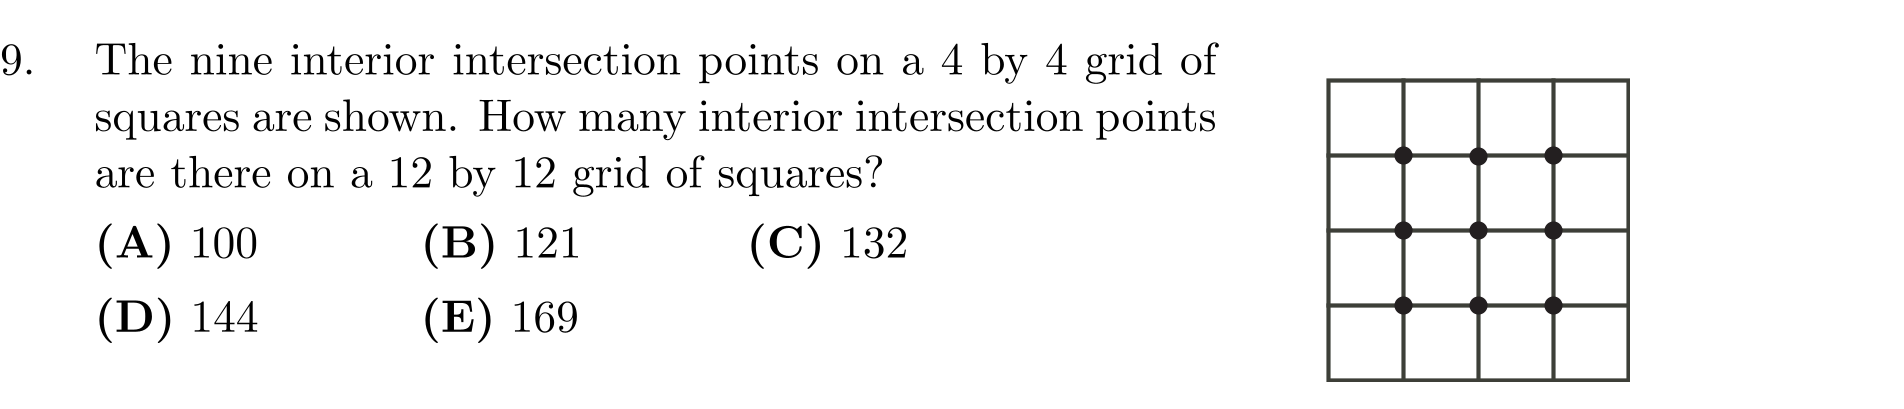 9. The nine interior intersection points on a 4 by 4 grid of
squares are shown. How many interior intersection points
are there on a 12 by 12 grid of squares?
(A) 100 (B) 121 (C) 132
(D) 144 (E) 169